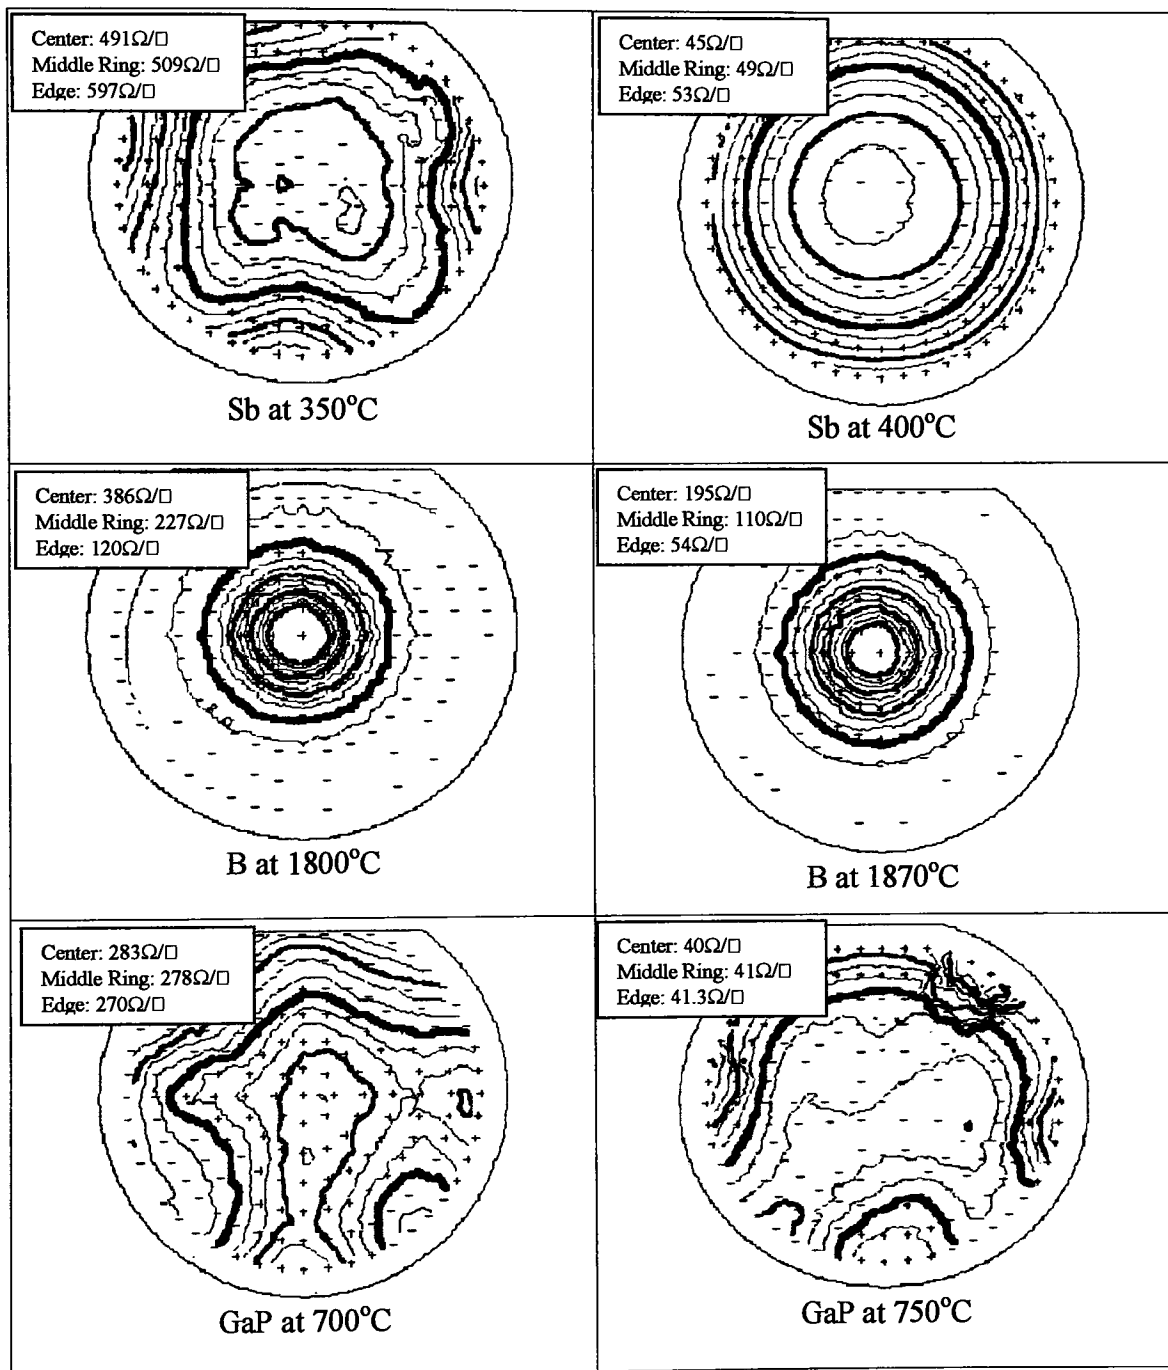 Center: 491Ω/□
Middle Ring: 509Ω/□
Edge: 597Ω/□
Sb at 350°C
Center: 45Ω/□
Middle Ring: 49Ω/□
Edge: 53Ω/□
Sb at 400°C
Center: 386Ω/□
Middle Ring: 227Ω/□
Edge: 120Ω/□
B at 1800°C
Center: 195Ω/□
Middle Ring: 110Ω/□
Edge: 54Ω/□
B at 1870°C
Center: 283Ω/□
Middle Ring: 278Ω/□
Edge: 270Ω/□
GaP at 700°C
Center: 40Ω/□
Middle Ring: 41Ω/□
Edge: 41.3Ω/□
GaP at 750°C